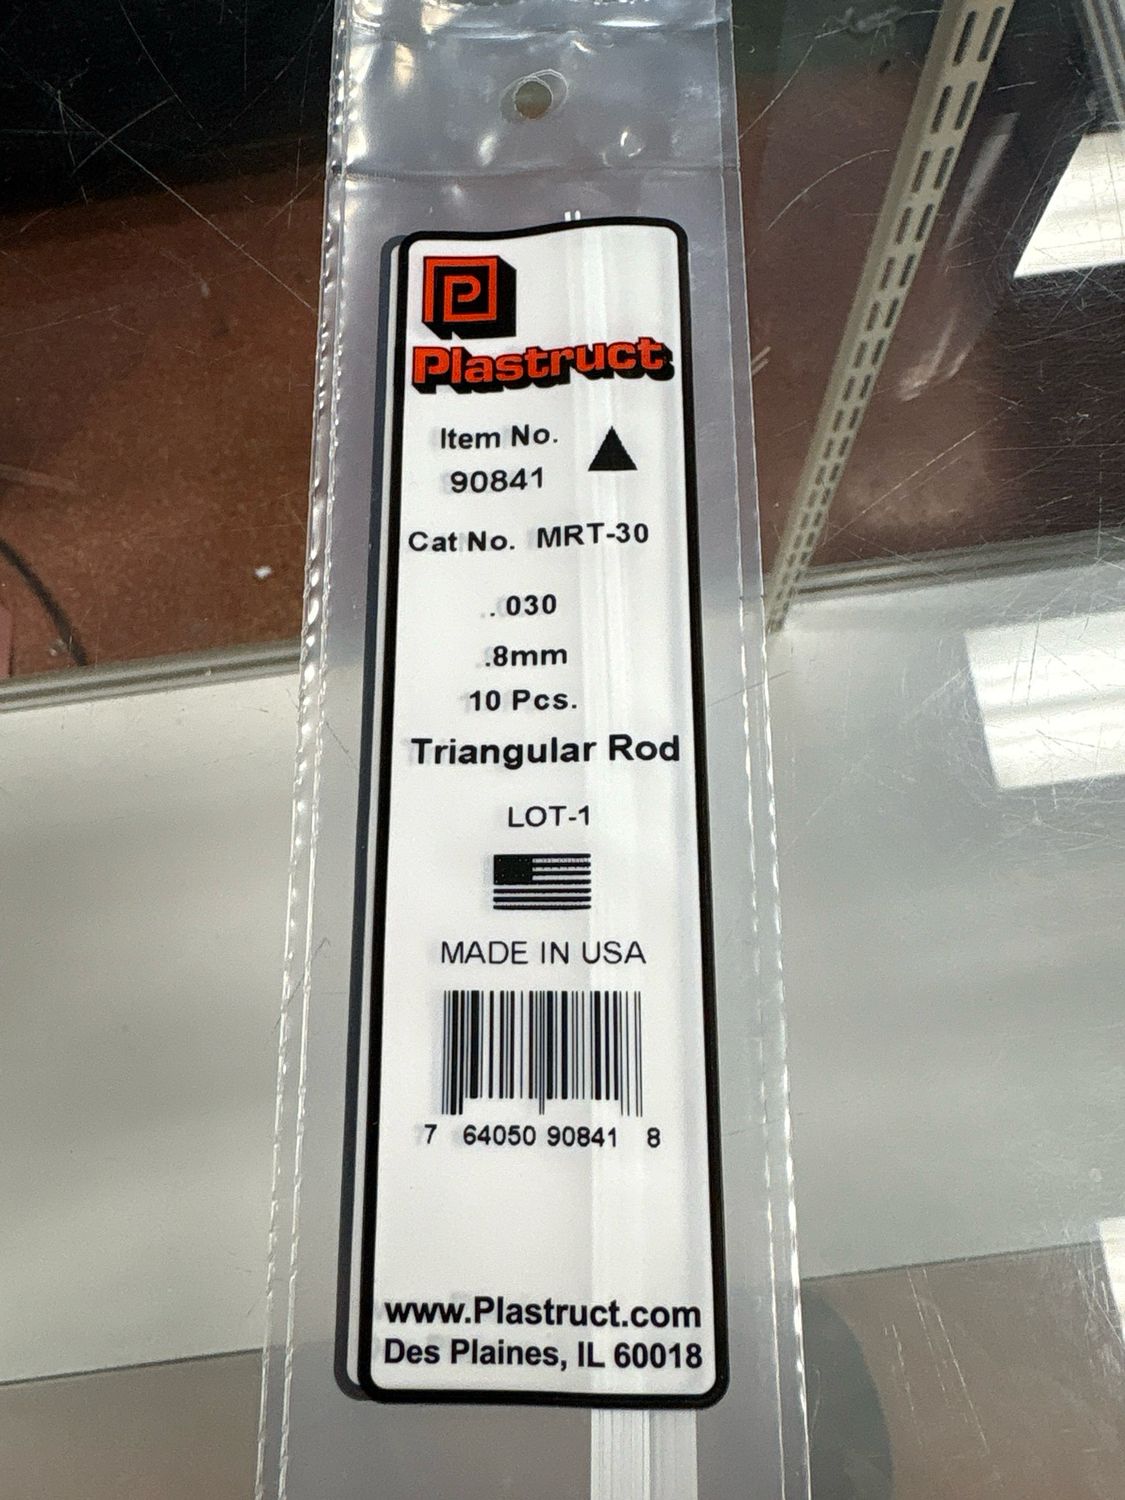 P
Plastruct
Item No.
90841
Cat No. MRT-30
.030
.8mm
10 Pcs.
Triangular Rod
LOT-1
MADE IN USA
7 64050 90841 8
www.Plastruct.com
Des Plaines, IL 60018